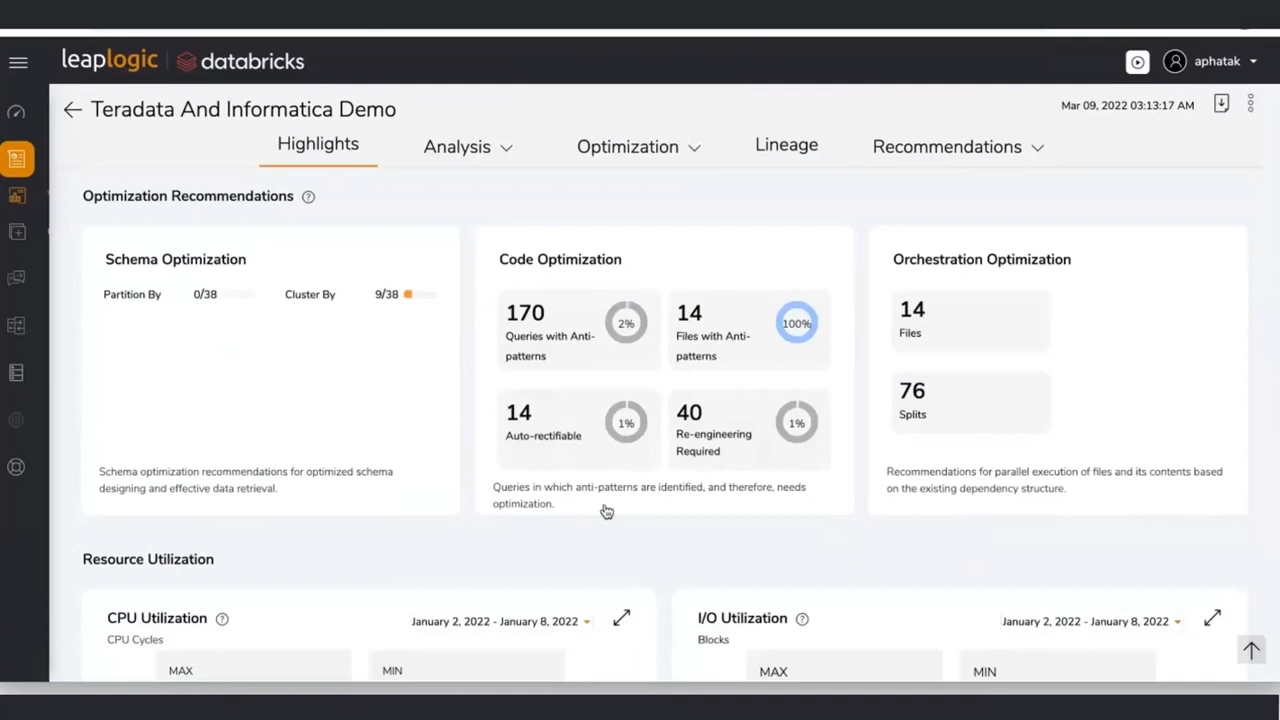 leaplogic databricks
aphatak
Teradata And Informatica Demo
Mar 09, 2022 03:13:17 AM
Highlights Analysis Optimization Lineage Recommendations
Optimization Recommendations ?
Schema Optimization
Partition By 0/38 Cluster By 9/38
Schema optimization recommendations for optimized schema
designing and effective data retrieval.
Code Optimization
170
Queries with Anti-
patterns
2%
14
Files with Anti-
patterns
100%
14
Auto-rectifiable
1%
40
Re-engineering
Required
1%
Queries in which anti-patterns are identified, and therefore, needs
optimization.
Orchestration Optimization
14
Files
76
Splits
Recommendations for parallel execution of files and its contents based
on the existing dependency structure.
Resource Utilization
CPU Utilization ?
January 2, 2022 - January 8, 2022
CPU Cycles
MAX MIN
I/O Utilization ?
January 2, 2022 - January 8, 2022
Blocks
MAX MIN